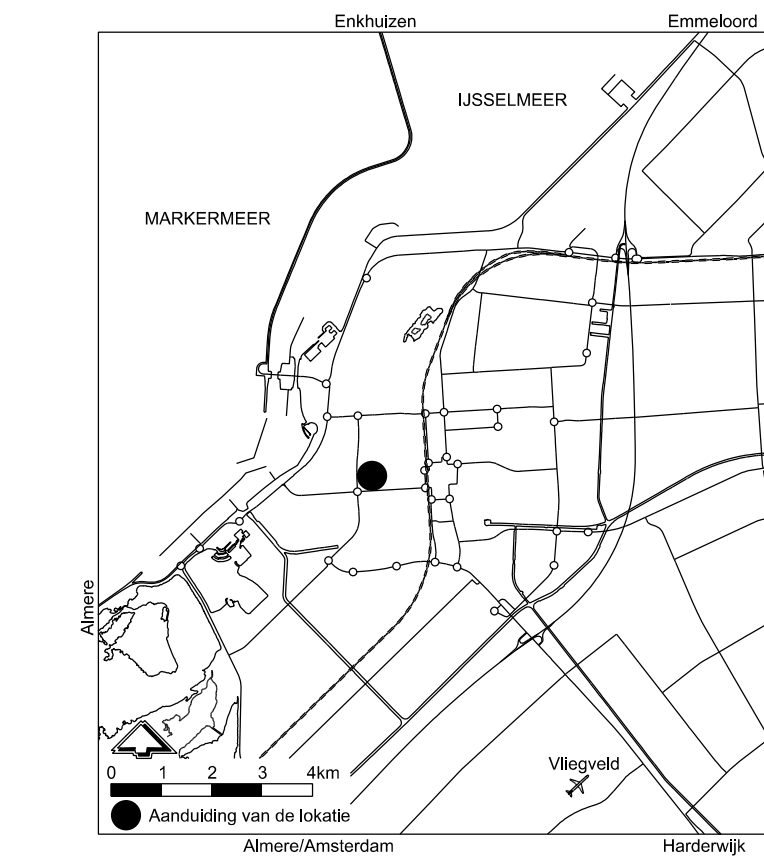 Enkhuizen
Emmeloord
IJSSELMEER
MARKERMEER
Almere
Vliegveld
0 1 2 3 4km
Aanduiding van de lokatie
Almere/Amsterdam
Harderwijk